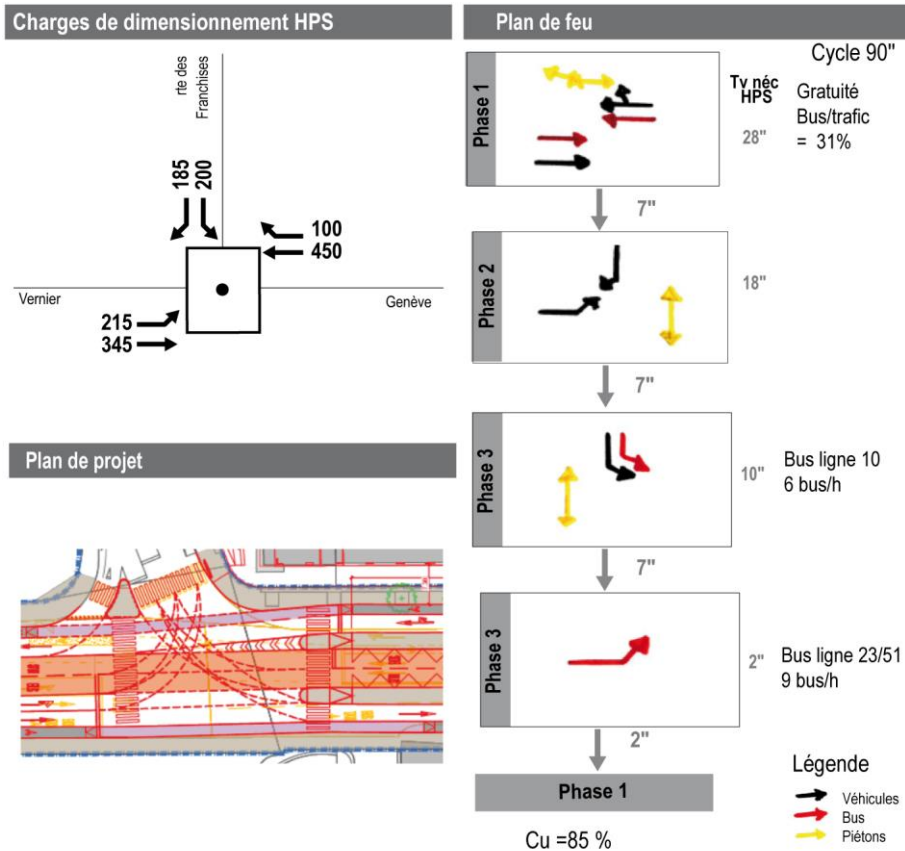 Charges de dimensionnement HPS
rte des
Franchises
185
200
100
450
Vernier
Genève
215
345
Plan de projet
Plan de feu
Cycle 90"
Phase 1
Tv néc
HPS
28"
Gratuité
Bus/trafic
= 31%
7"
Phase 2
18"
7"
Phase 3
10"
Bus ligne 10
6 bus/h
7"
Phase 3
2"
Bus ligne 23/51
9 bus/h
2"
Phase 1
Cu =85 %
Légende
Véhicules
Bus
Piétons